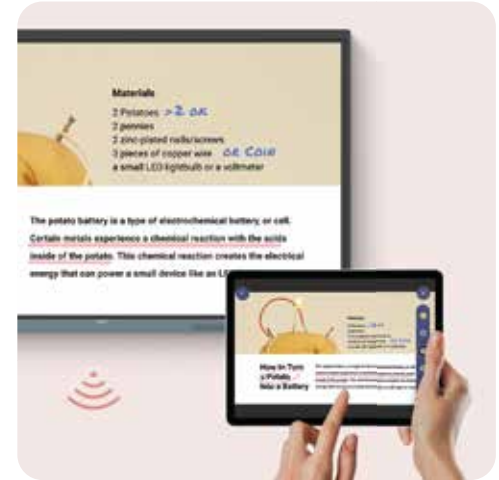 Materials
2 Potatoes >2 OK
2 pennies
2 zinc-plated nails/screws
3 pieces of copper wire OR COIN
a small LED lightbulb or a voltmeter
The potato battery is a type of electrochemical battery, or cell.
Certain metals experience a chemical reaction with the acids
inside of the potato. This chemical reaction creates the electrical
energy that can power a small device like an
How to Turn
a Potato
Into a Battery